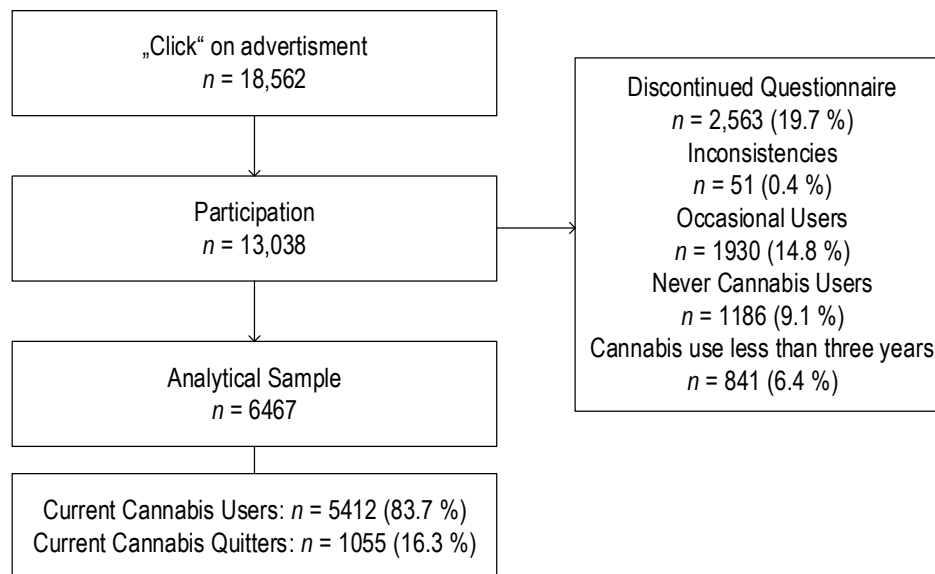 „Click“ on advertisment
n = 18,562
Participation
n = 13,038
Analytical Sample
n = 6467
Current Cannabis Users: n = 5412 (83.7 %)
Current Cannabis Quitters: n = 1055 (16.3 %)
Discontinued Questionnaire
n = 2,563 (19.7 %)
Inconsistencies
n = 51 (0.4 %)
Occasional Users
n = 1930 (14.8 %)
Never Cannabis Users
n = 1186 (9.1 %)
Cannabis use less than three years
n = 841 (6.4 %)